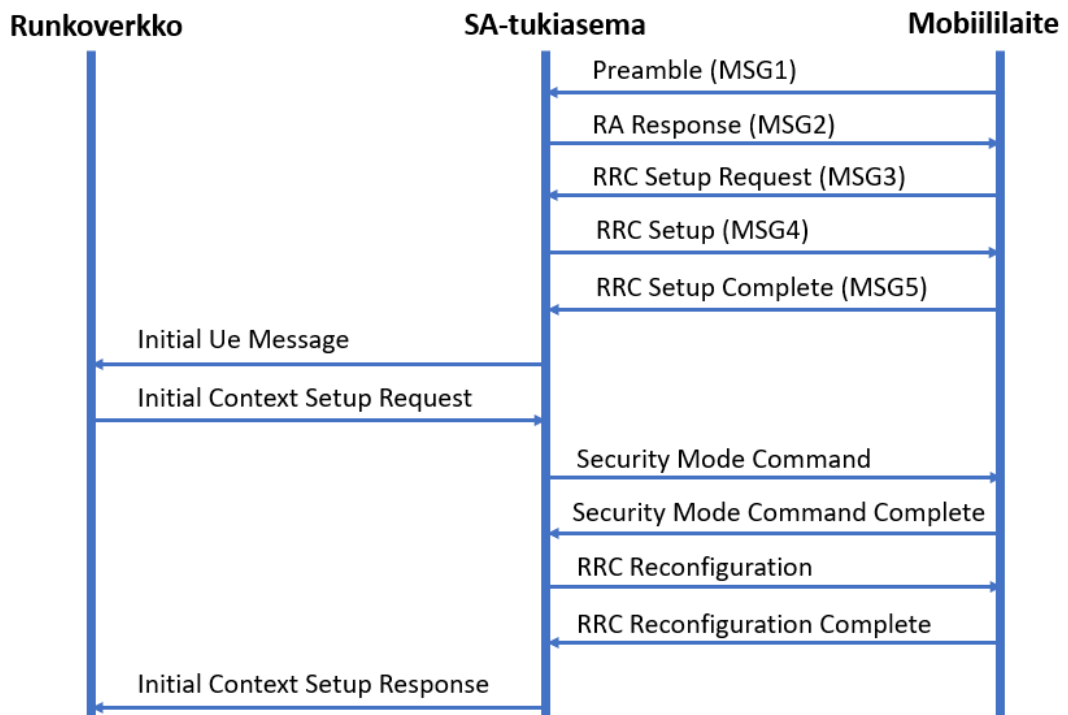 Runkoverkko
SA-tukiasema
Mobiililaite
Preamble (MSG1)
RA Response (MSG2)
RRC Setup Request (MSG3)
RRC Setup (MSG4)
RRC Setup Complete (MSG5)
Initial Ue Message
Initial Context Setup Request
Security Mode Command
Security Mode Command Complete
RRC Reconfiguration
RRC Reconfiguration Complete
Initial Context Setup Response